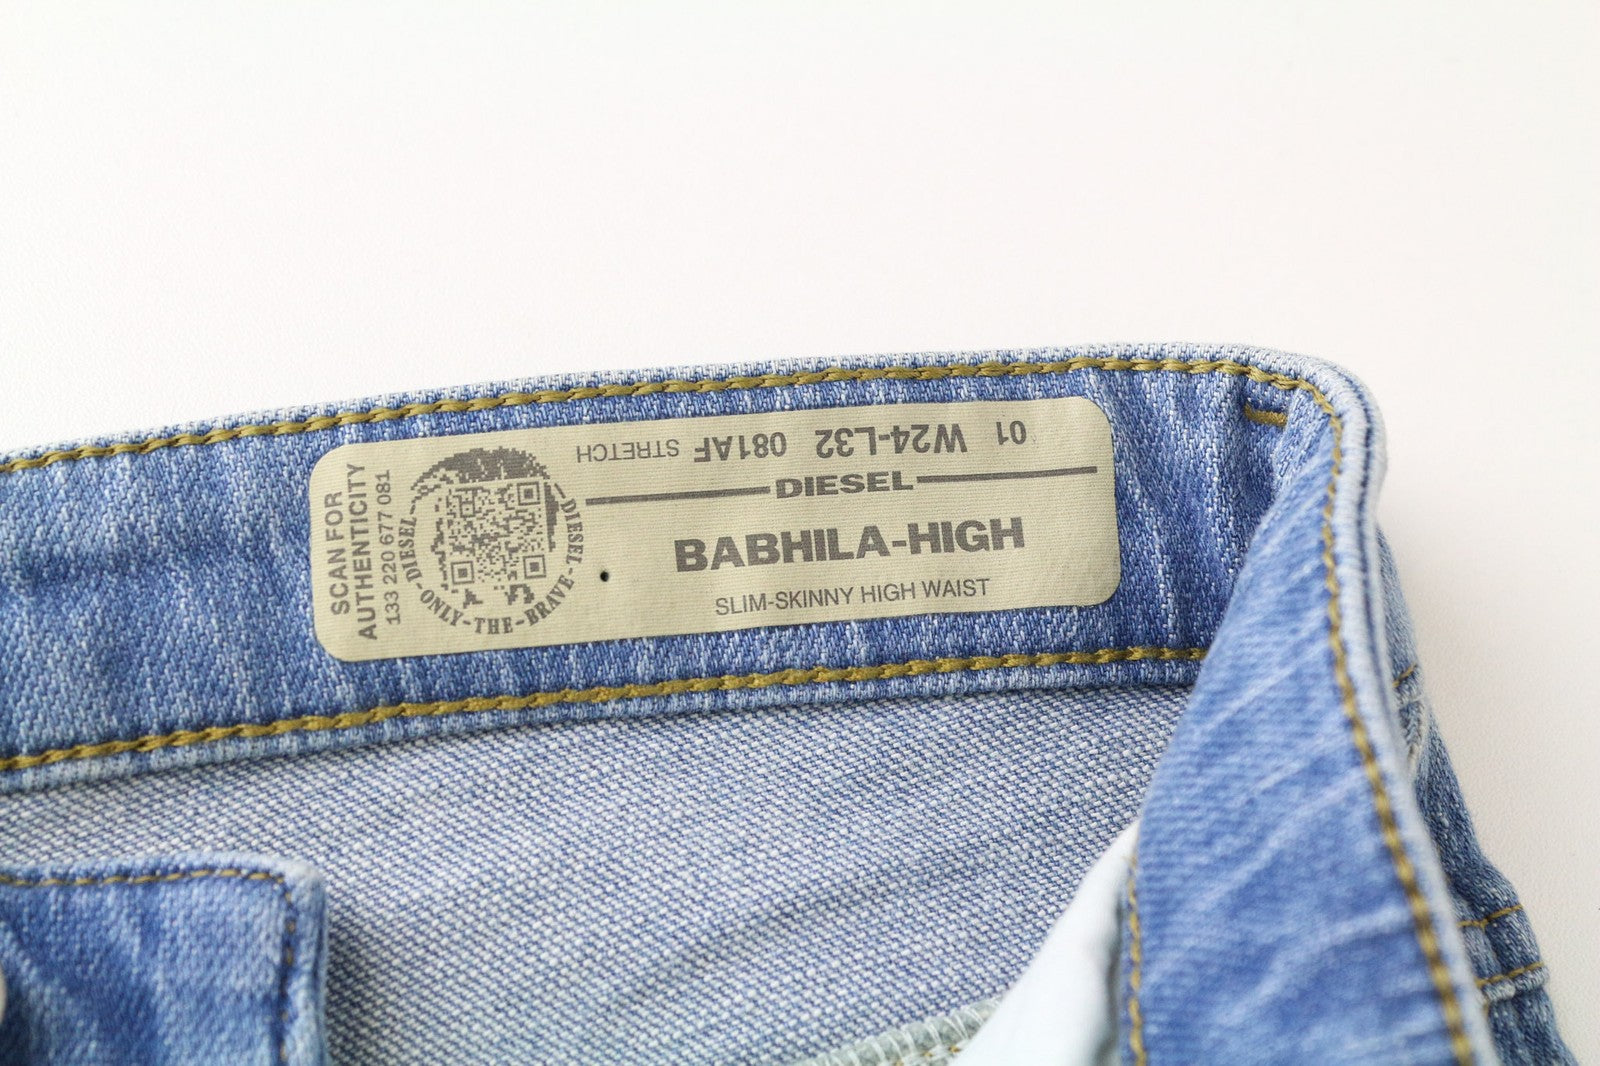 SCAN FOR
AUTHENTICITY
133 220 677 081
DIESEL-ONLY-THE-BRAVE-DIESEL-
01 W24-L32 081AF STRETCH
DIESEL
BABHILA-HIGH
SLIM-SKINNY HIGH WAIST